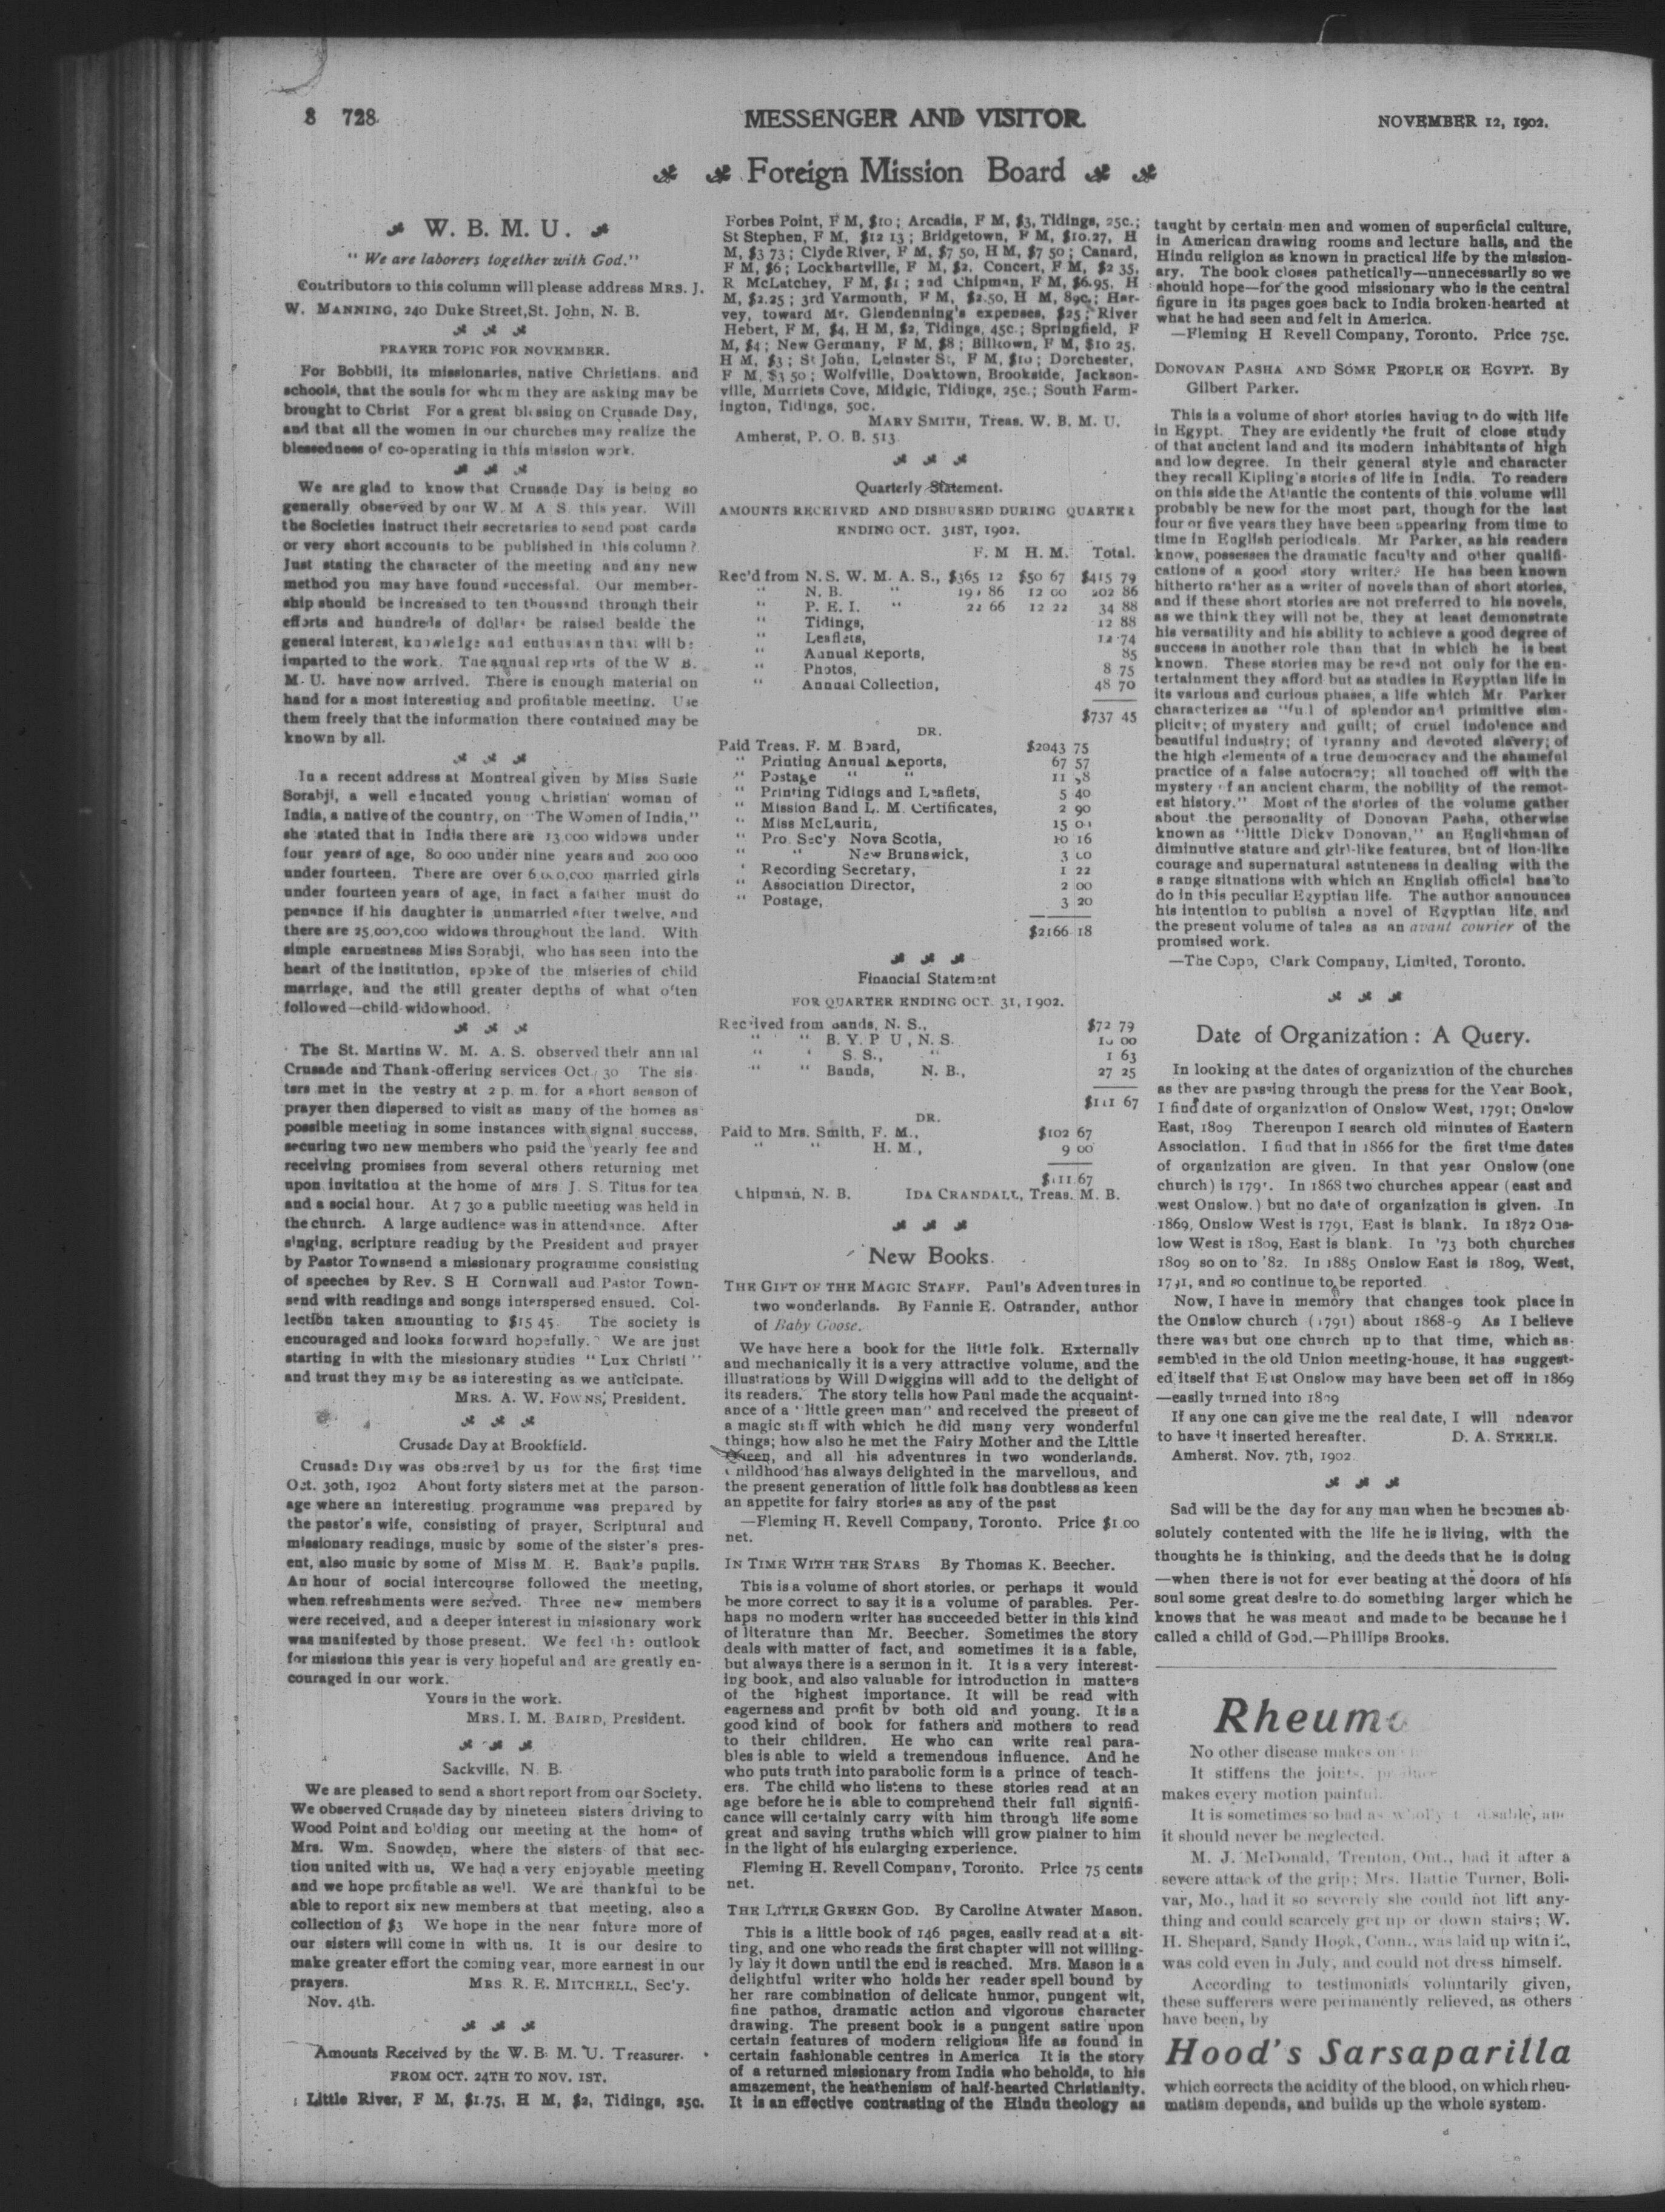 8 728
MESSENGER AND VISITOR.
NOVEMBER 12, 1902.
Foreign Mission Board
W. B. M. U.
" We are laborers together with God."
Contributors to this column will please address MRS. J.
W. MANNING, 240 Duke Street, St. John, N. B.
PRAYER TOPIC FOR NOVEMBER.
For Bobbili, its missionaries, native Christians. and
schools, that the souls for whom they are asking may be
brought to Christ For a great blessing on Crusade Day,
and that all the women in our churches may realize the
blessedness of co-operating in this mission work.
We are glad to know that Crusade Day is being so
generally observed by our W. M A S. this year. Will
the Societies instruct their secretaries to send post cards
or very short accounts to be published in this column?
Just stating the character of the meeting and any new
method you may have found successful. Our member-
ship should be increased to ten thousand through their
efforts and hundreds of dollars be raised beside the
general interest, knowledge and enthusiasm that will be
imparted to the work. The annual reports of the W B.
M. U. have now arrived. There is enough material on
hand for a most interesting and profitable meeting. Use
them freely that the information there contained may be
known by all.
In a recent address at Montreal given by Miss Susie
Sorabji, a well educated young Christian woman of
India, a native of the country, on "The Women of India,"
she stated that in India there are 13,000 widows under
four years of age, 80 000 under nine years and 200 000
under fourteen. There are over 6,000,000 married girls
under fourteen years of age, in fact a father must do
penance if his daughter is unmarried after twelve, and
there are 25,000,000 widows throughout the land. With
simple earnestness Miss Sorabji, who has seen into the
heart of the institution, spoke of the miseries of child
marriage, and the still greater depths of what often
followed—child-widowhood.
The St. Martins W. M. A. S. observed their annual
Crusade and Thank-offering services Oct. 30 The sis-
ters met in the vestry at 2 p. m. for a short season of
prayer then dispersed to visit as many of the homes as
possible meeting in some instances with signal success,
securing two new members who paid the yearly fee and
receiving promises from several others returning met
upon invitation at the home of Mrs. J. S. Titus for tea
and a social hour. At 7 30 a public meeting was held in
the church. A large audience was in attendance. After
singing, scripture reading by the President and prayer
by Pastor Townsend a missionary programme consisting
of speeches by Rev. S H Cornwall and Pastor Town-
send with readings and songs interspersed ensued. Col-
lection taken amounting to $15 45. The society is
encouraged and looks forward hopefully. We are just
starting in with the missionary studies " Lux Christi "
and trust they may be as interesting as we anticipate.
MRS. A. W. FOWNS, President.
Crusade Day at Brookfield.
Crusade Day was observed by us for the first time
Oct. 30th, 1902 About forty sisters met at the parson-
age where an interesting programme was prepared by
the pastor's wife, consisting of prayer, Scriptural and
missionary readings, music by some of the sister's pres-
ent, also music by some of Miss M. E. Bank's pupils.
An hour of social intercourse followed the meeting,
when refreshments were served. Three new members
were received, and a deeper interest in missionary work
was manifested by those present. We feel the outlook
for missions this year is very hopeful and are greatly en-
couraged in our work.
Yours in the work.
MRS. I. M. BAIRD, President.
Sackville, N. B.
We are pleased to send a short report from our Society.
We observed Crusade day by nineteen sisters driving to
Wood Point and holding our meeting at the home of
Mrs. Wm. Snowden, where the sisters of that sec-
tion united with us. We had a very enjoyable meeting
and we hope profitable as well. We are thankful to be
able to report six new members at that meeting, also a
collection of $3 We hope in the near future more of
our sisters will come in with us. It is our desire to
make greater effort the coming year, more earnest in our
prayers. MRS. R. E. MITCHELL, Sec'y.
Nov. 4th.
Amounts Received by the W. B. M. U. Treasurer.
FROM OCT. 24TH TO NOV. 1ST.
Little River, F M, $1.75, H M, $2, Tidings, 25c.
Forbes Point, F M, $10; Arcadia, F M, $3, Tidings, 25c.;
St Stephen, F M, $12 13; Bridgetown, F M, $10.27, H
M, $3 73; Clyde River, F M, $7 50, H M, $7 50; Canard,
F M, $6; Lockhartville, F M, $2. Concert, F M, $2 35,
R McLatchey, F M, $1; 2nd Chipman, F M, $6.95, H
M, $2.25; 3rd Yarmouth, F M, $2.50, H M, 89c.; Har-
vey, toward Mr. Glendenning's expenses, $25; River
Hebert, F M, $4, H M, $2, Tidings, 45c.; Springfield, F
M, $4; New Germany, F M, $8; Billtown, F M, $10 25,
H M, $3; St John, Leinster St, F M, $10; Dorchester,
F M, $3 50; Wolfville, Doaktown, Brookside, Jackson-
ville, Murriets Cove, Midgic, Tidings, 25c.; South Farm-
ington, Tidings, 50c.
MARY SMITH, Treas. W. B. M. U.
Amherst, P. O. B. 513.
Quarterly Statement.
AMOUNTS RECEIVED AND DISBURSED DURING QUARTER
ENDING OCT. 31ST, 1902.
F. M H. M. Total.
Rec'd from N. S. W. M. A. S., $365 12 $50 67 $415 79
" N. B. " 86 12 00 202 86
" P. E. I. " 22 66 12 22 34 88
" Tidings, 12 88
" Leaflets, 12 74
" Annual Reports, 85
" Photos, 8 75
" Annual Collection, 48 70
$737 45
DR.
Paid Treas. F. M. Board, $2043 75
" Printing Annual Reports, 67 57
" Postage " " 11
" Printing Tidings and Leaflets, 5 40
" Mission Band L. M. Certificates, 2 90
" Miss McLaurin, 15 00
" Pro. Sec'y Nova Scotia, 10 16
" " New Brunswick, 3 00
" Recording Secretary, 1 22
" Association Director, 2 00
" Postage, 3 20
$2166 18
Financial Statement
FOR QUARTER ENDING OCT. 31, 1902.
Received from Bands, N. S., $72 79
" " B. Y. P U, N. S. 10 00
" " S. S., " 1 63
" " Bands, N. B., 27 25
$111 67
DR.
Paid to Mrs. Smith, F. M., $102 67
" " H. M., 9 00
$111 67
Chipman, N. B. IDA CRANDALL, Treas. M. B.
New Books.
THE GIFT OF THE MAGIC STAFF. Paul's Adventures in
two wonderlands. By Fannie E. Ostrander, author
of Baby Goose.
We have here a book for the little folk. Externally
and mechanically it is a very attractive volume, and the
illustrations by Will Dwiggins will add to the delight of
its readers. The story tells how Paul made the acquaint-
ance of a "little green man" and received the present of
a magic staff with which he did many very wonderful
things; how also he met the Fairy Mother and the Little
Queen, and all his adventures in two wonderlands.
Childhood has always delighted in the marvellous, and
the present generation of little folk has doubtless as keen
an appetite for fairy stories as any of the past
—Fleming H. Revell Company, Toronto. Price $1.00
net.
IN TIME WITH THE STARS By Thomas K. Beecher.
This is a volume of short stories, or perhaps it would
be more correct to say it is a volume of parables. Per-
haps no modern writer has succeeded better in this kind
of literature than Mr. Beecher. Sometimes the story
deals with matter of fact, and sometimes it is a fable,
but always there is a sermon in it. It is a very interest-
ing book, and also valuable for introduction in matters
of the highest importance. It will be read with
eagerness and profit by both old and young. It is a
good kind of book for fathers and mothers to read
to their children. He who can write real para-
bles is able to wield a tremendous influence. And he
who puts truth into parabolic form is a prince of teach-
ers. The child who listens to these stories read at an
age before he is able to comprehend their full signifi-
cance will certainly carry with him through life some
great and saving truths which will grow plainer to him
in the light of his eularging experience.
Fleming H. Revell Company, Toronto. Price 75 cents
net.
THE LITTLE GREEN GOD. By Caroline Atwater Mason.
This is a little book of 146 pages, easily read at a sit-
ting, and one who reads the first chapter will not willing-
ly lay it down until the end is reached. Mrs. Mason is a
delightful writer who holds her reader spell bound by
her rare combination of delicate humor, pungent wit,
fine pathos, dramatic action and vigorous character
drawing. The present book is a pungent satire upon
certain features of modern religious life as found in
certain fashionable centres in America It is the story
of a returned missionary from India who beholds, to his
amazement, the heathenism of half-hearted Christianity.
It is an effective contrasting of the Hindu theology as
taught by certain men and women of superficial culture,
in American drawing rooms and lecture halls, and the
Hindu religion as known in practical life by the mission-
ary. The book closes pathetically—unnecessarily so we
should hope—for the good missionary who is the central
figure in its pages goes back to India broken-hearted at
what he had seen and felt in America.
—Fleming H Revell Company, Toronto. Price 75c.
DONOVAN PASHA AND SOME PEOPLE OR EGYPT. By
Gilbert Parker.
This is a volume of short stories having to do with life
in Egypt. They are evidently the fruit of close study
of that ancient land and its modern inhabitants of high
and low degree. In their general style and character
they recall Kipling's stories of life in India. To readers
on this side the Atlantic the contents of this volume will
probably be new for the most part, though for the last
four or five years they have been appearing from time to
time in English periodicals. Mr Parker, as his readers
know, possesses the dramatic faculty and other qualifi-
cations of a good story writer. He has been known
hitherto rather as a writer of novels than of short stories,
and if these short stories are not preferred to his novels,
as we think they will not be, they at least demonstrate
his versatility and his ability to achieve a good degree of
success in another role than that in which he is best
known. These stories may be read not only for the en-
tertainment they afford but as studies in Egyptian life in
its various and curious phases, a life which Mr. Parker
characterizes as "full of splendor and primitive sim-
plicity; of mystery and guilt; of cruel indolence and
beautiful industry; of tyranny and devoted slavery; of
the high elements of a true democracy and the shameful
practice of a false autocracy; all touched off with the
mystery of an ancient charm, the nobility of the remot-
est history." Most of the stories of the volume gather
about the personality of Donovan Pasha, otherwise
known as "little Dicky Donovan," an Englishman of
diminutive stature and girl-like features, but of lion-like
courage and supernatural astuteness in dealing with the
s range situations with which an English official has to
do in this peculiar Egyptian life. The author announces
his intention to publish a novel of Egyptian life, and
the present volume of tales as an avant courier of the
promised work.
—The Copp, Clark Company, Limited, Toronto.
Date of Organization: A Query.
In looking at the dates of organization of the churches
as they are passing through the press for the Year Book,
I find date of organization of Onslow West, 1791; Onslow
East, 1809 Thereupon I search old minutes of Eastern
Association. I find that in 1866 for the first time dates
of organization are given. In that year Onslow (one
church) is 1791. In 1868 two churches appear (east and
west Onslow.) but no date of organization is given. In
1869, Onslow West is 1791, East is blank. In 1872 Ons-
low West is 1809, East is blank. In '73 both churches
1809 so on to '82. In 1885 Onslow East is 1809, West,
1791, and so continue to be reported.
Now, I have in memory that changes took place in
the Onslow church (1791) about 1868-9 As I believe
there was but one church up to that time, which as-
sembled in the old Union meeting-house, it has suggest-
ed itself that East Onslow may have been set off in 1869
—easily turned into 1809
If any one can give me the real date, I will ndeavor
to have it inserted hereafter. D. A. STEELE.
Amherst. Nov. 7th, 1902.
Sad will be the day for any man when he becomes ab-
solutely contented with the life he is living, with the
thoughts he is thinking, and the deeds that he is doing
—when there is not for ever beating at the doors of his
soul some great desire to do something larger which he
knows that he was meant and made to be because he i
called a child of God.—Phillips Brooks.
Rheuma
No other disease makes on
It stiffens the joints, produce
makes every motion painful.
It is sometimes so bad as wholly to disable, and
it should never be neglected.
M. J. McDonald, Trenton, Ont., had it after a
severe attack of the grip; Mrs. Hattie Turner, Boli-
var, Mo., had it so severely she could not lift any-
thing and could scarcely get up or down stairs; W.
H. Shepard, Sandy Hook, Conn., was laid up with it,
was cold even in July, and could not dress himself.
According to testimonials voluntarily given,
these sufferers were permanently relieved, as others
have been, by
Hood's Sarsaparilla
which corrects the acidity of the blood, on which rheu-
matism depends, and builds up the whole system.